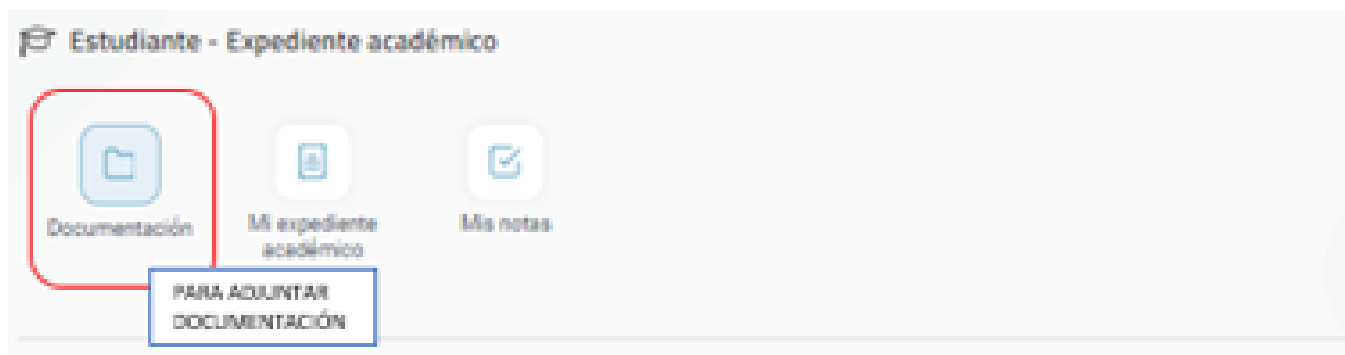 Estudiante - Expediente académico
Documentación
Mi expediente
académico
Mis notas
PARA ADJUNTAR
DOCUMENTACIÓN